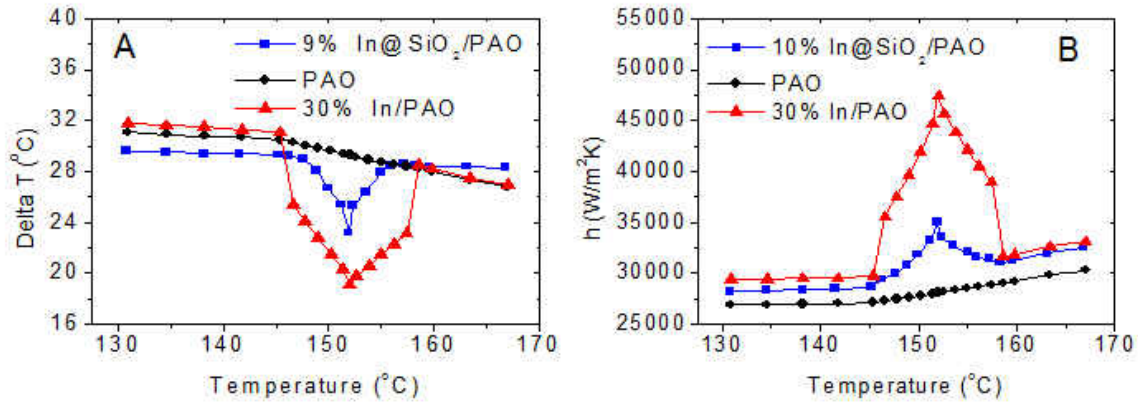 A
9% In@SiO₂/PAO
PAO
30% In/PAO
40
36
32
28
24
20
16
Delta T (°C)
130 140 150 160 170
Temperature (°C)
B
10% In@SiO₂/PAO
PAO
30% In/PAO
55000
50000
45000
40000
35000
30000
25000
h (W/m²K)
130 140 150 160 170
Temperature (°C)